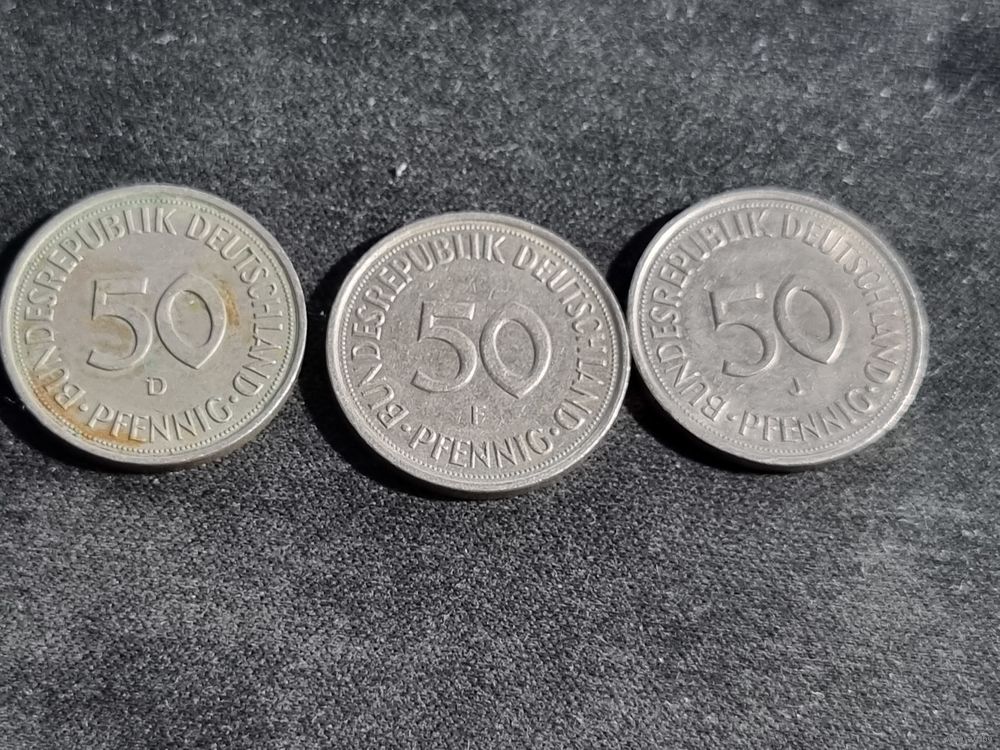 BUNDESREPUBLIK DEUTSCHLAND
50
D
· PFENNIG ·
BUNDESREPUBLIK DEUTSCHLAND
50
F
· PFENNIG ·
BUNDESREPUBLIK DEUTSCHLAND
50
J
· PFENNIG ·